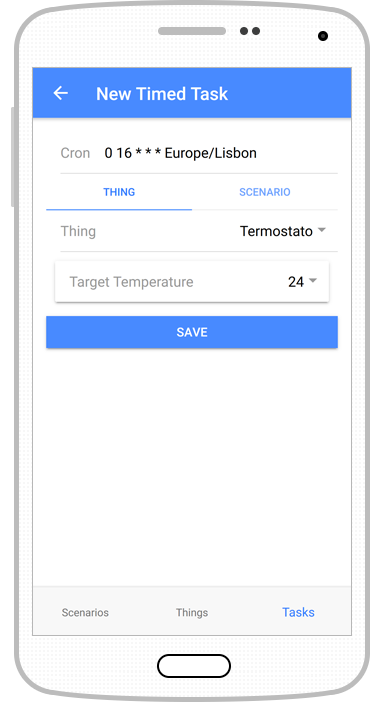 New Timed Task
Cron 0 16 * * * Europe/Lisbon
THING SCENARIO
Thing Termostato
Target Temperature 24
SAVE
Scenarios Things Tasks